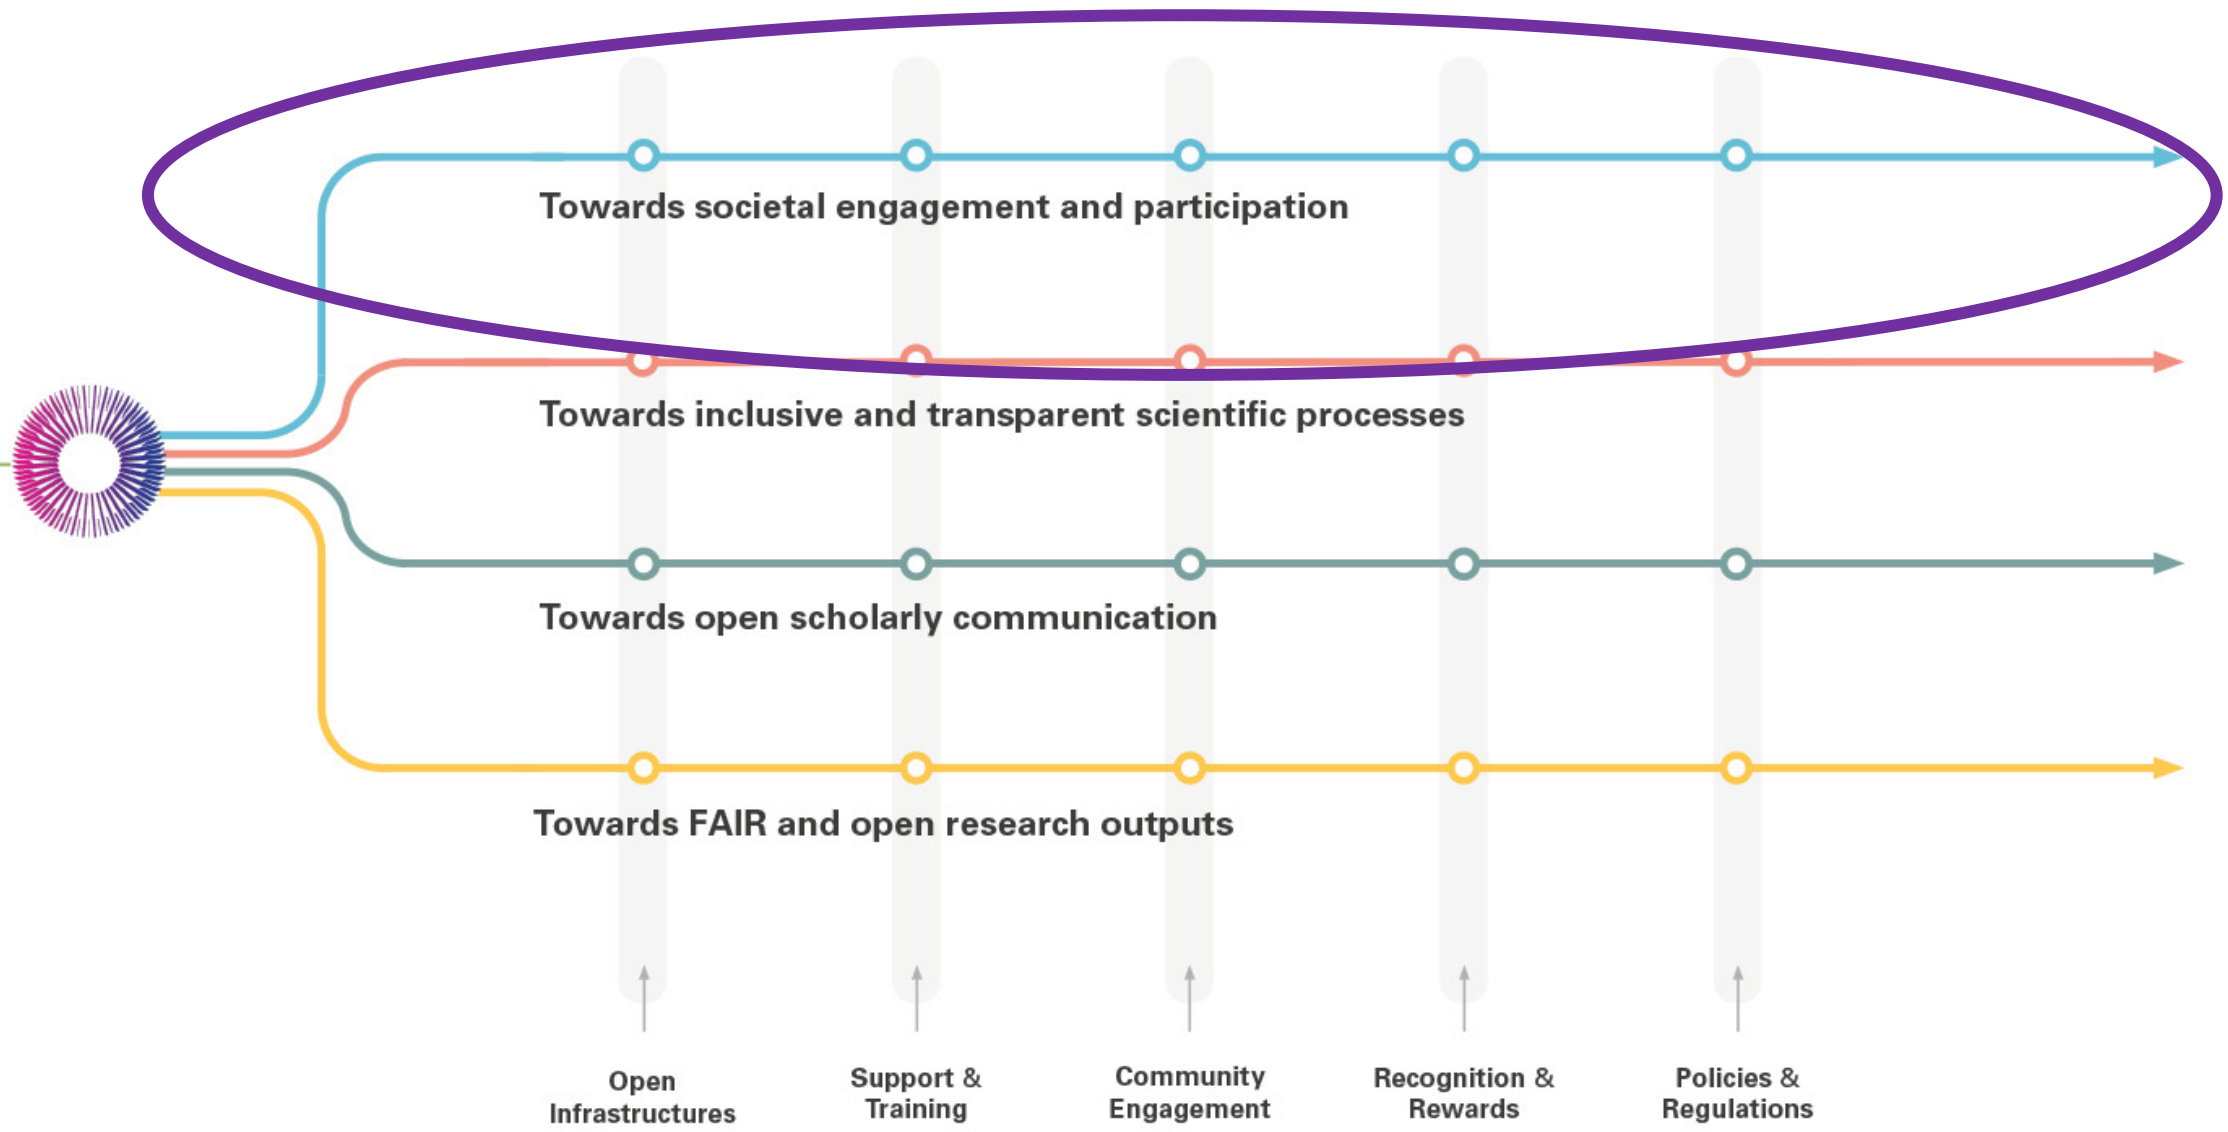 Towards societal engagement and participation
Towards inclusive and transparent scientific processes
Towards open scholarly communication
Towards FAIR and open research outputs
Open
Infrastructures
Support &
Training
Community
Engagement
Recognition &
Rewards
Policies &
Regulations